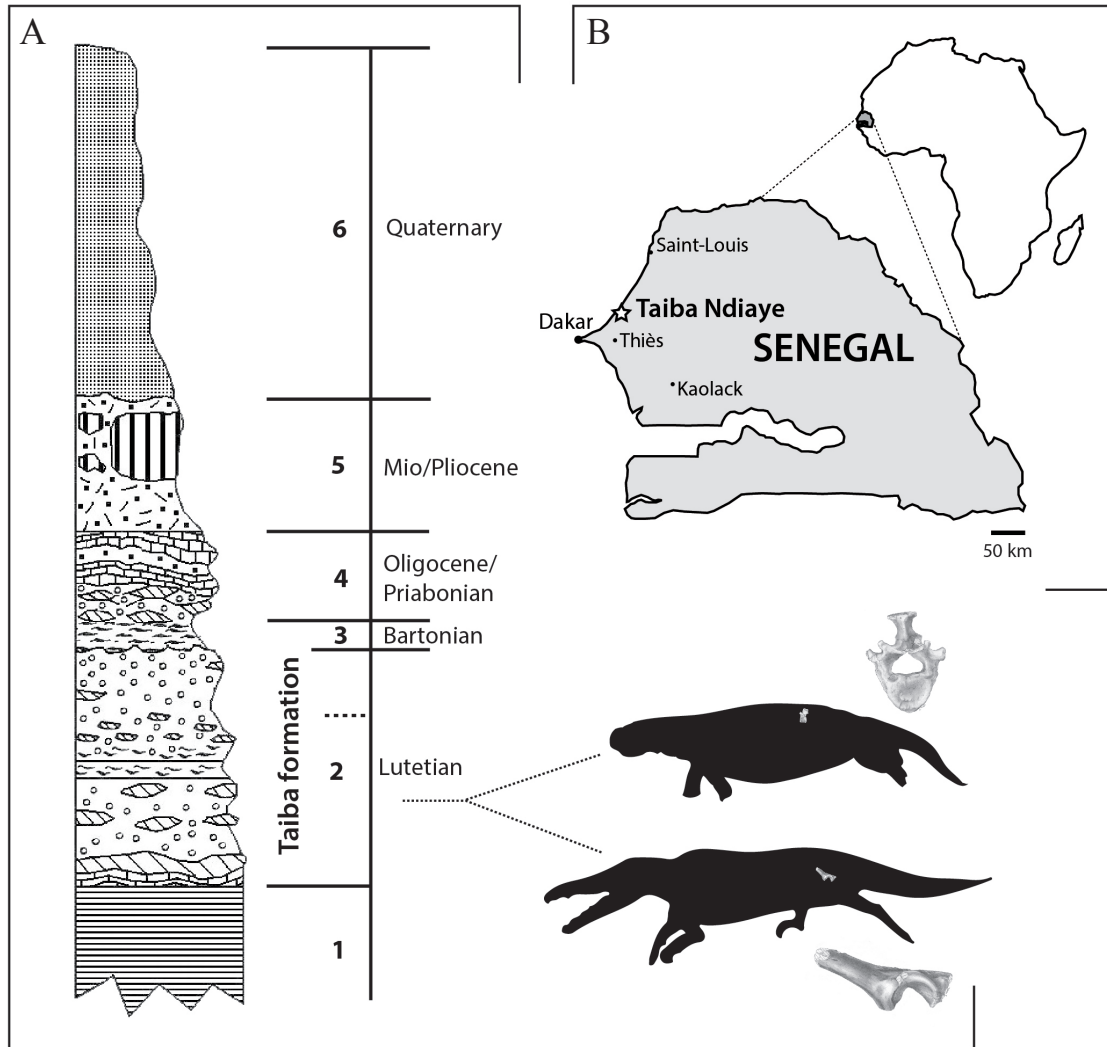 A
6
Quaternary
5
Mio/Pliocene
4
Oligocene/
Priabonian
3
Bartonian
Taiba formation
2
Lutetian
1
B
Saint-Louis
Taiba Ndiaye
Dakar
Thiès
SENEGAL
Kaolack
50 km